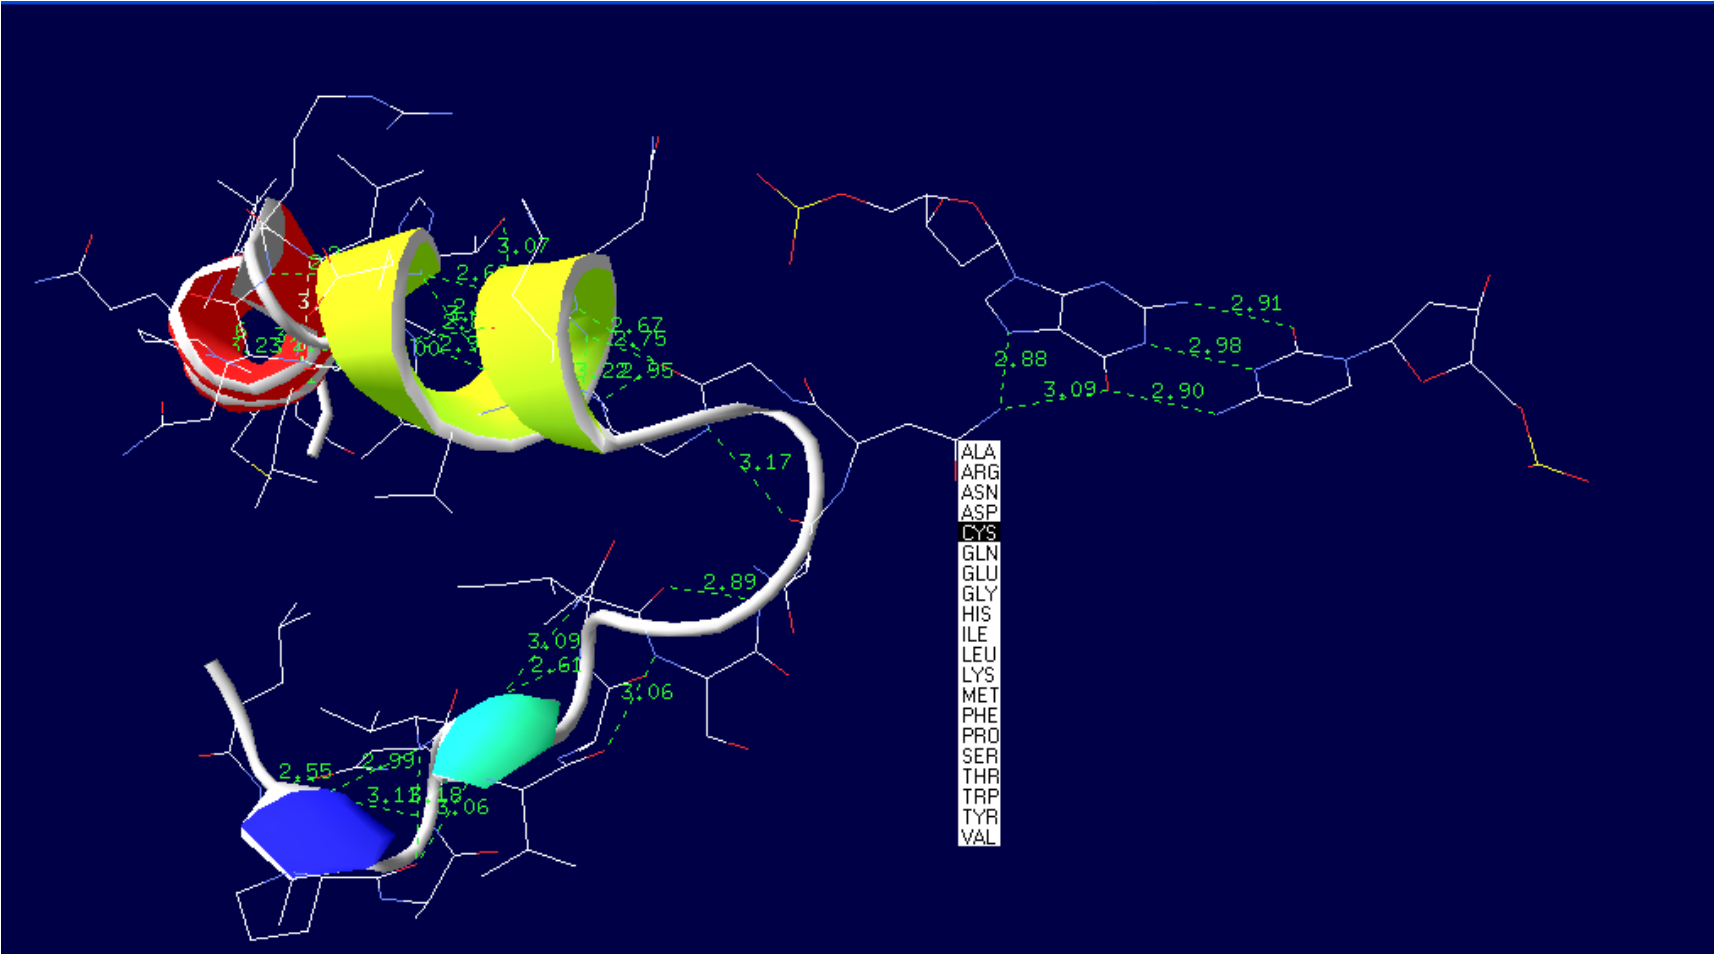 3.07
2.91
2.67
2.75
2.98
2.88
2.95
3.09
2.90
3.17
ALA
ARG
ASN
ASP
CYS
GLN
GLU
GLY
HIS
ILE
LEU
LYS
MET
PHE
PRO
SER
THR
TRP
TYR
VAL
2.89
3.09
2.61
3.06
2.99
2.55
3.06